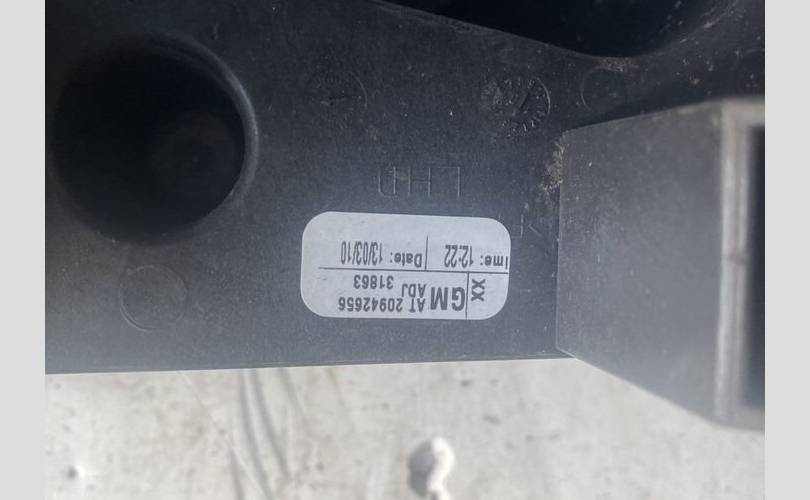 LHD
XX
GM AT 20942656
ADJ 31863
ime: 12:22 Date: 13/03/10